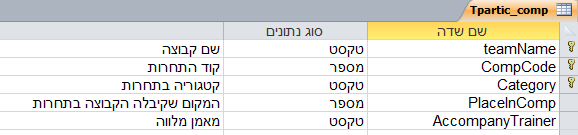 Tpartic_comp
שם שדה סוג נתונים
teamName טקסט שם קבוצה
CompCode מספר קוד התחרות
Category טקסט קטגוריה בתחרות
PlaceInComp מספר המקום שקיבלה הקבוצה בתחרות
AccompanyTrainer טקסט מאמן מלווה